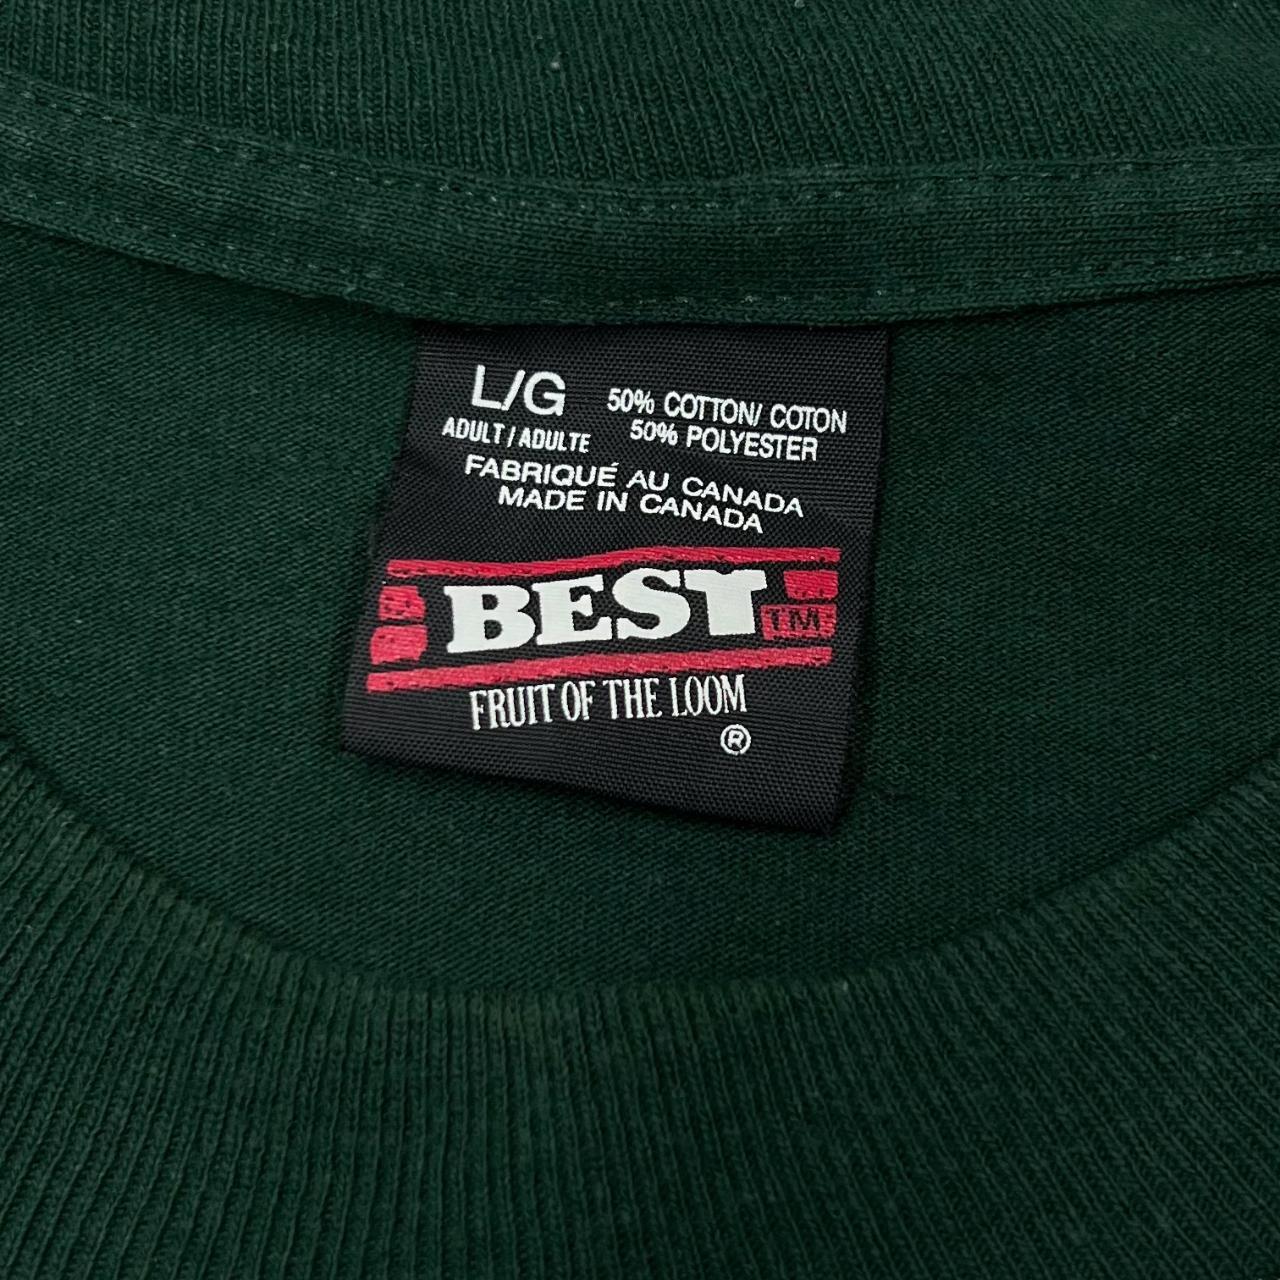 L/G
ADULT / ADULTE
50% COTTON/ COTON
50% POLYESTER
FABRIQUÉ AU CANADA
MADE IN CANADA
BEST TM
FRUIT OF THE LOOM
®